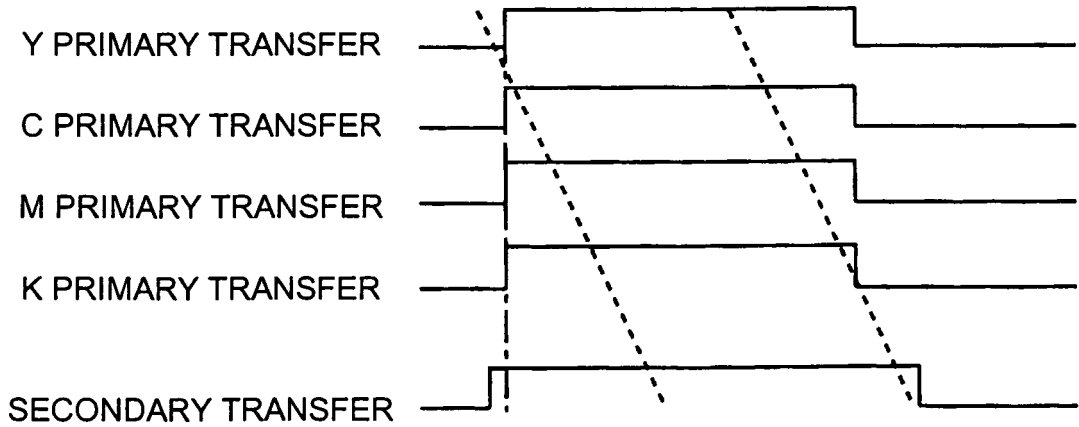 Y PRIMARY TRANSFER
C PRIMARY TRANSFER
M PRIMARY TRANSFER
K PRIMARY TRANSFER
SECONDARY TRANSFER